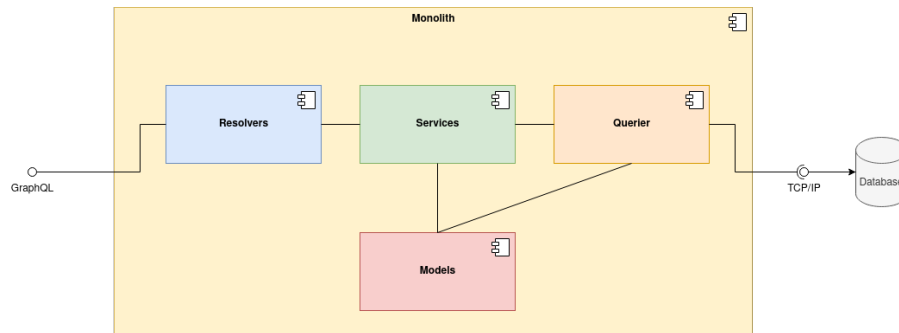 Monolith
Resolvers
Services
Querier
GraphQL
TCP/IP
Database
Models